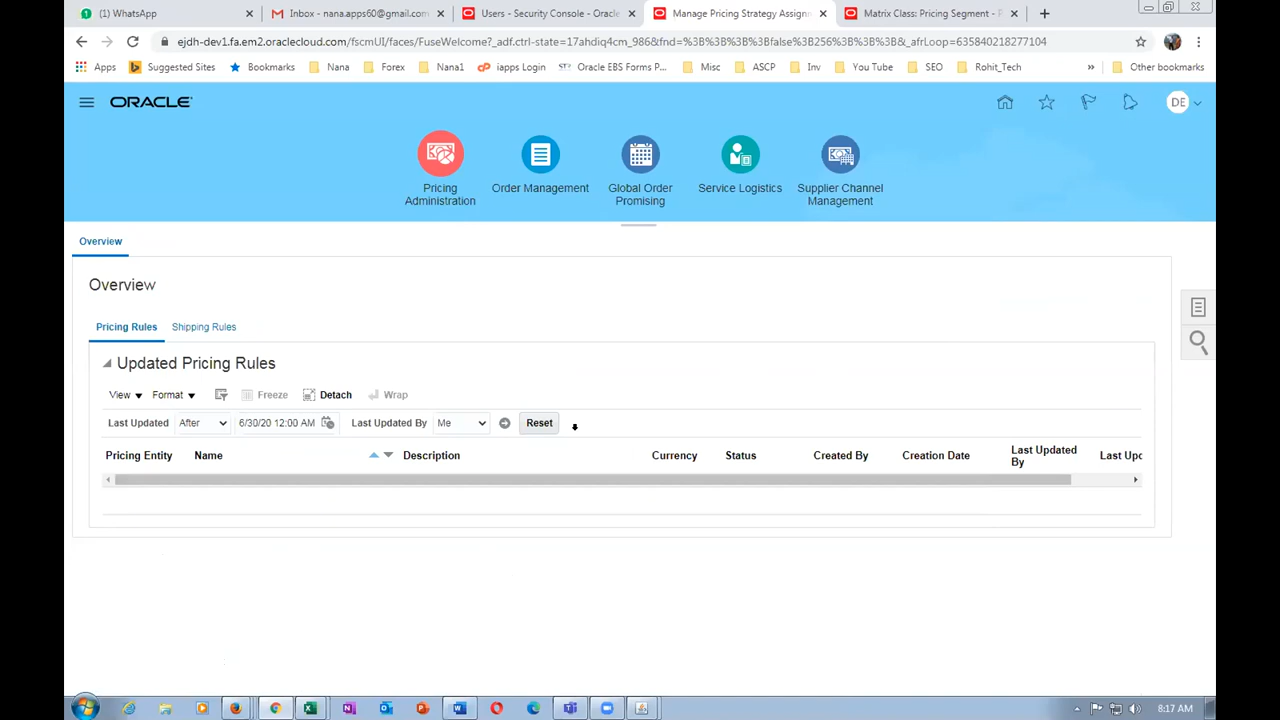 WhatsApp
Inbox - nana.apps60@gmail.com
Users - Security Console - Oracle
Manage Pricing Strategy Assignm
Matrix Class: Pricing Segment - P
ejdh-dev1.fa.em2.oraclecloud.com/fscmUI/faces/FuseWelcome?_adf.ctrl-state=17ahdiq4cm_986&fnd=%3B%3B%3B%3Bfalse%3B256%3B%3B%3B&_afrLoop=635840218277104
Apps Suggested Sites Bookmarks Nana Forex Nana1 iapps Login Oracle EBS Forms P... Misc ASCP Inv You Tube SEO Rohit_Tech » Other bookmarks
ORACLE
DE
Pricing Administration
Order Management
Global Order Promising
Service Logistics
Supplier Channel Management
Overview
Overview
Pricing Rules Shipping Rules
Updated Pricing Rules
View Format Freeze Detach Wrap
Last Updated After 6/30/20 12:00 AM Last Updated By Me Reset
Pricing Entity Name Description Currency Status Created By Creation Date Last Updated By Last Upd
8:17 AM